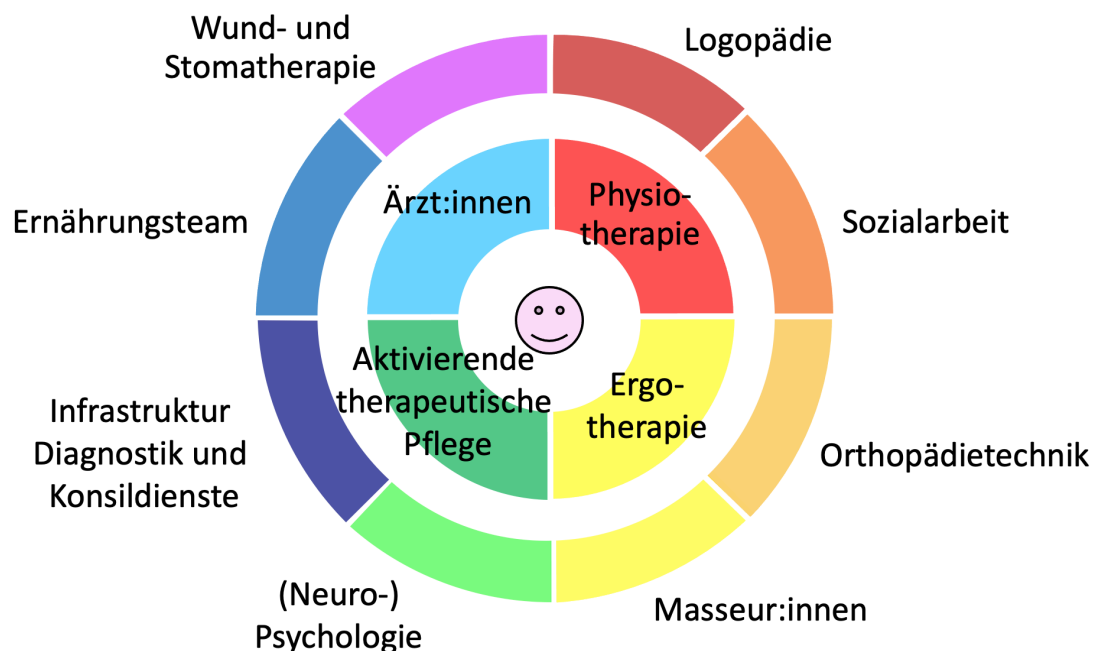 Wund- und
Stomatherapie
Logopädie
Ernährungsteam
Ärzt:innen
Physio-
therapie
Sozialarbeit
Aktivierende
therapeutische
Pflege
Ergo-
therapie
Infrastruktur
Diagnostik und
Konsildienste
Orthopädietechnik
(Neuro-)
Psychologie
Masseur:innen